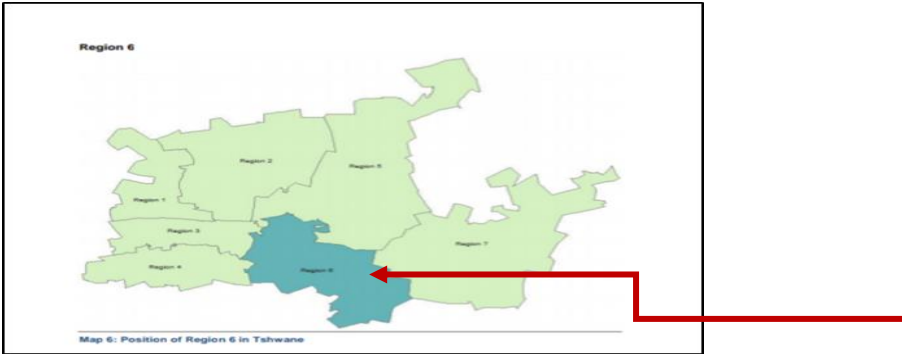 Region 6
Region 2
Region 5
Region 1
Region 3
Region 7
Region 4
Region 6
Map 6: Position of Region 6 in Tshwane